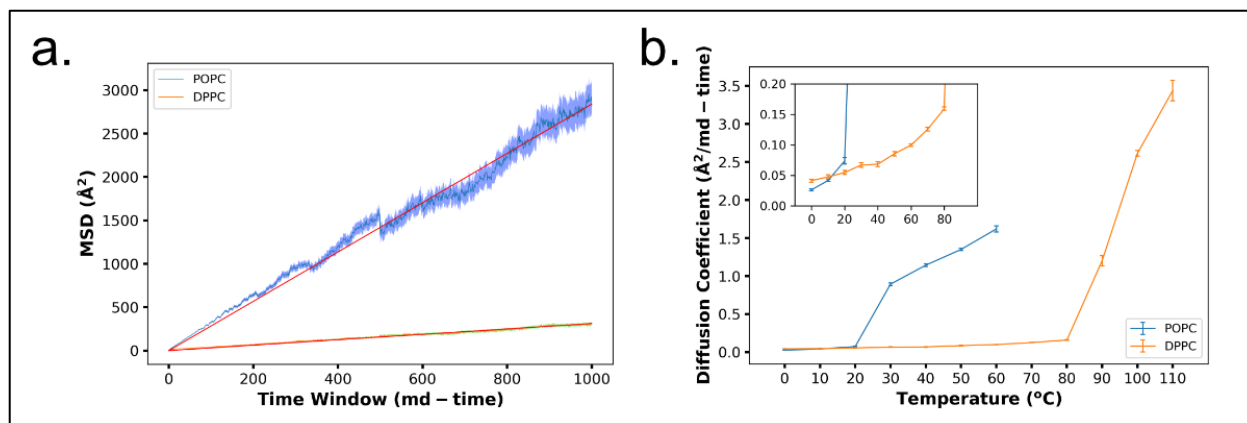 a.
POPC
DPPC
MSD (Å²)
3000
2500
2000
1500
1000
500
0
0 200 400 600 800 1000
Time Window (md − time)
b.
Diffusion Coefficient (Å²/md − time)
3.5
3.0
2.5
2.0
1.5
1.0
0.5
0.0
0.20
0.15
0.10
0.05
0.00
0 20 40 60 80
POPC
DPPC
0 10 20 30 40 50 60 70 80 90 100 110
Temperature (°C)